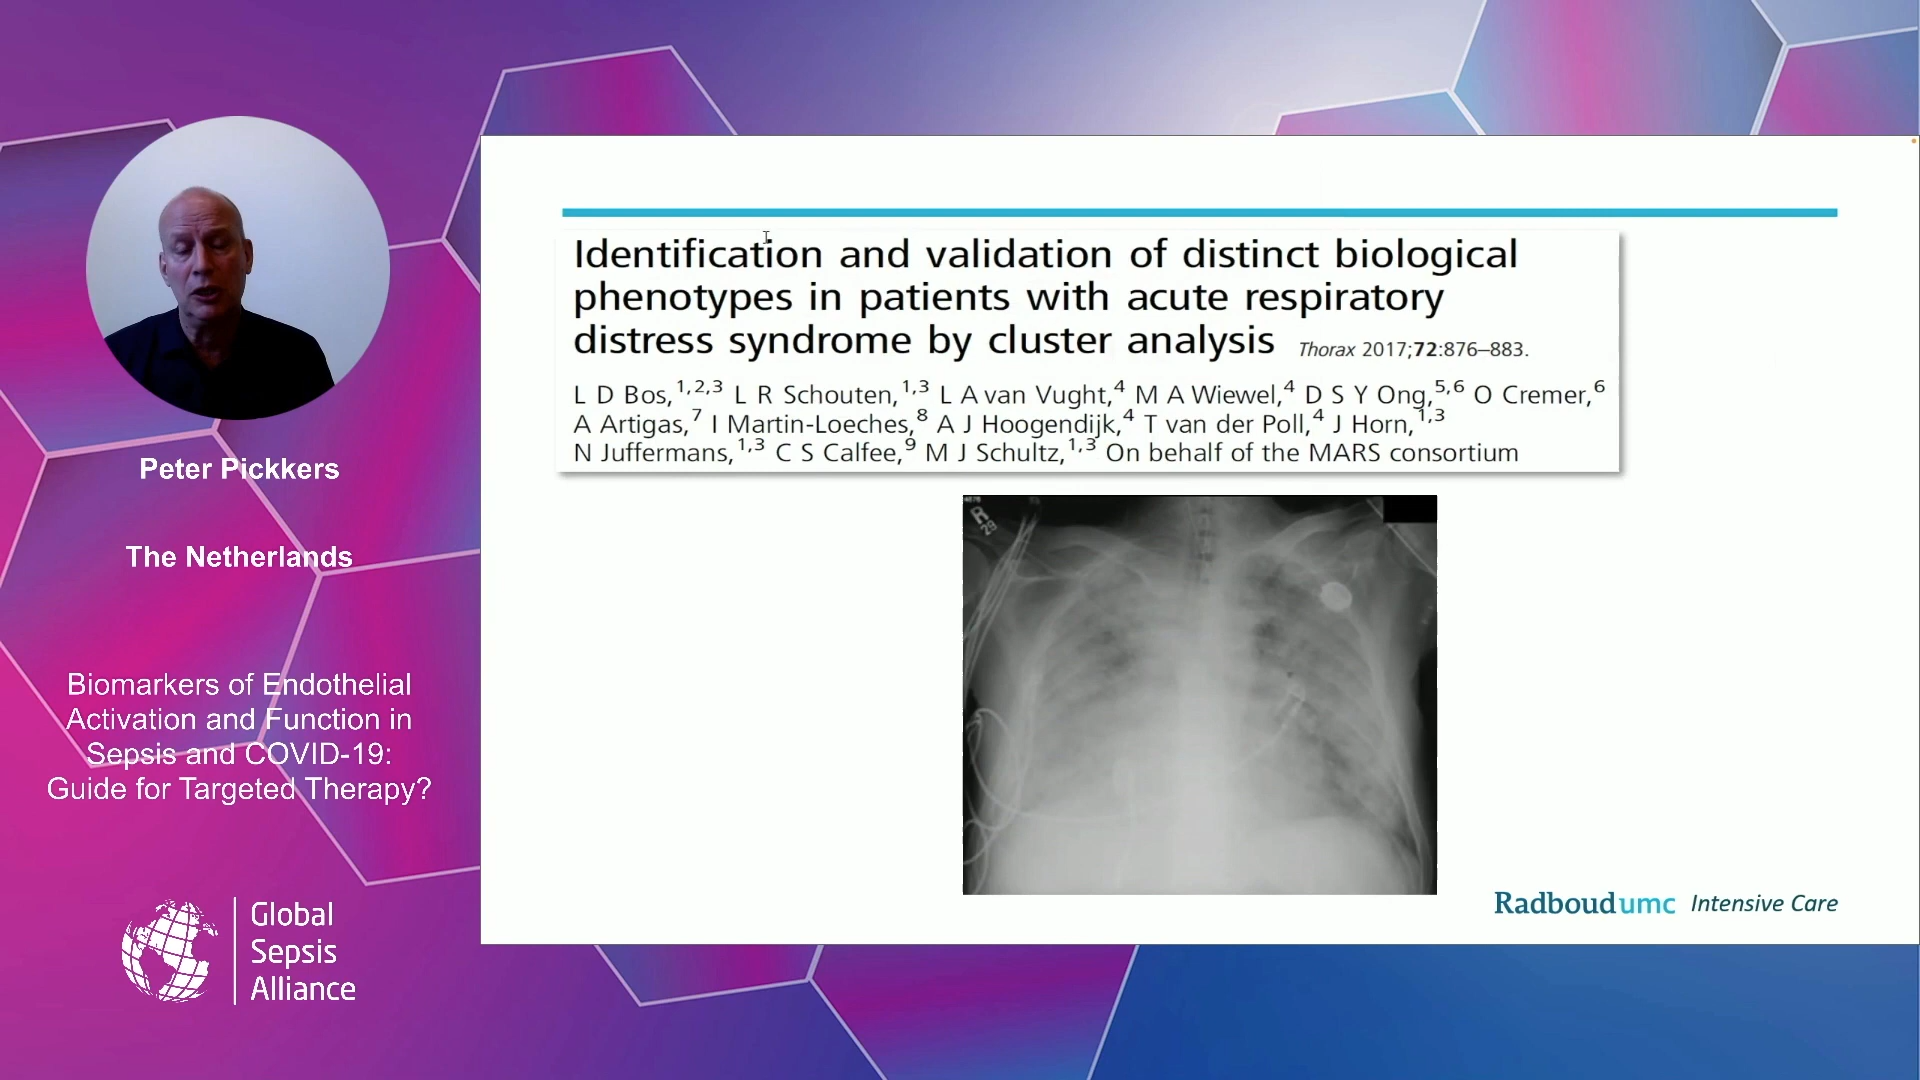 Peter Pickkers
The Netherlands
Biomarkers of Endothelial
Activation and Function in
Sepsis and COVID-19:
Guide for Targeted Therapy?
Global
Sepsis
Alliance
Identification and validation of distinct biological
phenotypes in patients with acute respiratory
distress syndrome by cluster analysis Thorax 2017;72:876–883.
L D Bos,1,2,3 L R Schouten,1,3 L A van Vught,4 M A Wiewel,4 D S Y Ong,5,6 O Cremer,6
A Artigas,7 I Martin-Loeches,8 A J Hoogendijk,4 T van der Poll,4 J Horn,1,3
N Juffermans,1,3 C S Calfee,9 M J Schultz,1,3 On behalf of the MARS consortium
R
29
Radboudumc Intensive Care